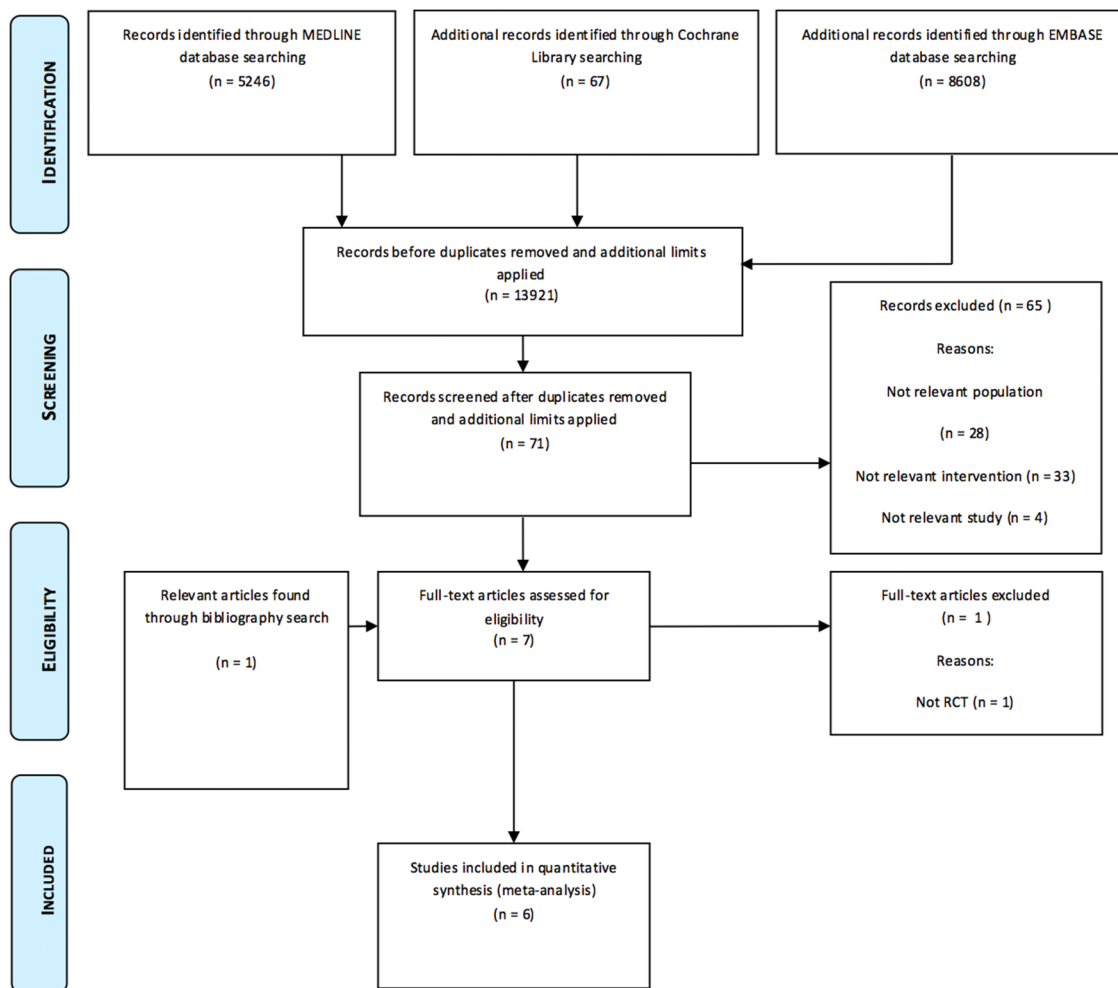 IDENTIFICATION
Records identified through MEDLINE
database searching
(n = 5246)
Additional records identified through Cochrane
Library searching
(n = 67)
Additional records identified through EMBASE
database searching
(n = 8608)
Records before duplicates removed and additional limits
applied
(n = 13921)
SCREENING
Records screened after duplicates removed
and additional limits applied
(n = 71)
Records excluded (n = 65 )
Reasons:
Not relevant population
(n = 28)
Not relevant intervention (n = 33)
Not relevant study (n = 4)
ELIGIBILITY
Relevant articles found
through bibliography search
(n = 1)
Full-text articles assessed for
eligibility
(n = 7)
Full-text articles excluded
(n = 1 )
Reasons:
Not RCT (n = 1)
INCLUDED
Studies included in quantitative
synthesis (meta-analysis)
(n = 6)